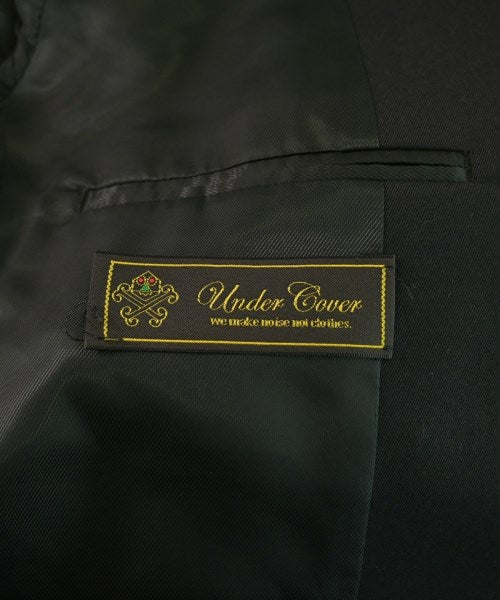 Under Cover
we make noise not clothes.